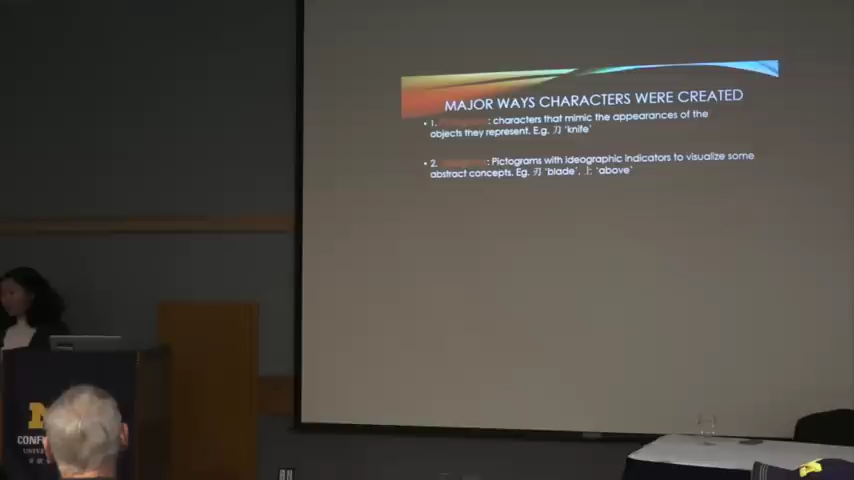 MAJOR WAYS CHARACTERS WERE CREATED
• 1. : characters that mimic the appearances of the
objects they represent. E.g. 刀 'knife'
• 2. : Pictograms with ideographic indicators to visualize some
abstract concepts. Eg. 刃 'blade', 上 'above'
M